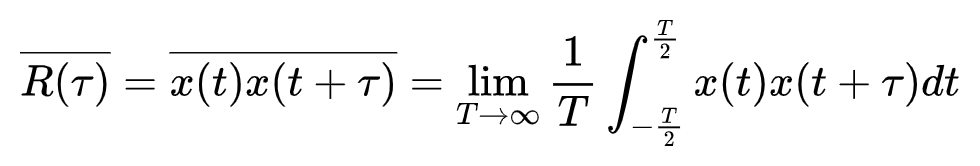 $\overline{R(\tau)} = \overline{x(t)x(t+\tau)} = \lim_{T \to \infty} \frac{1}{T} \int_{-\frac{T}{2}}^{\frac{T}{2}} x(t)x(t+\tau)dt$